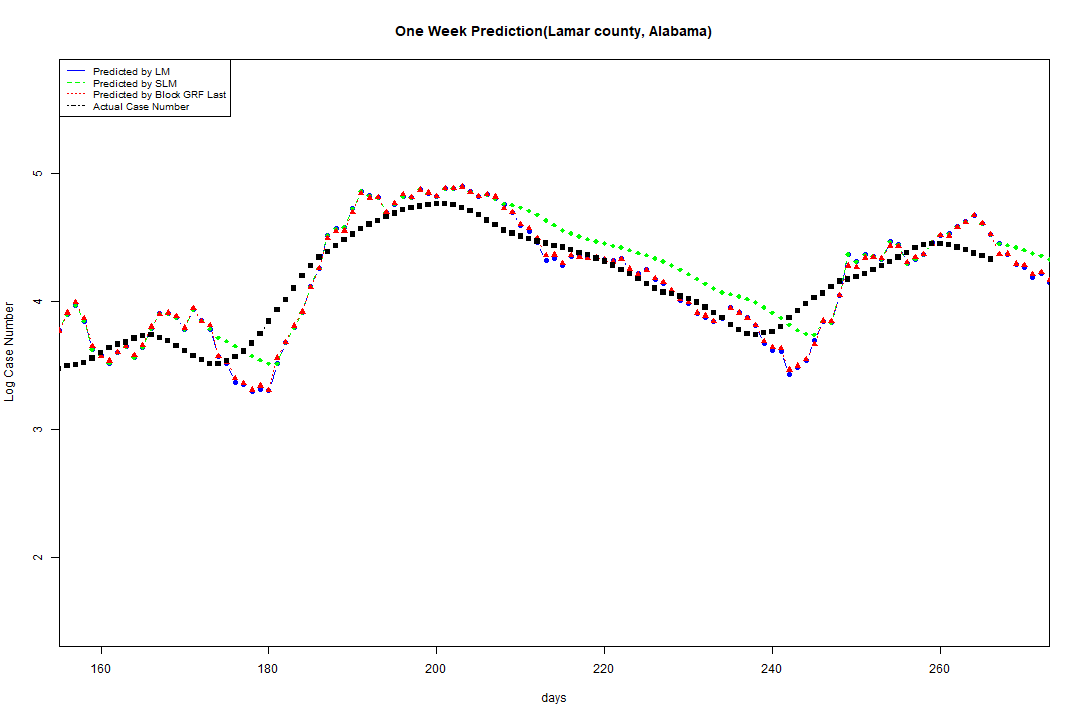 One Week Prediction(Lamar county, Alabama)
Predicted by LM
Predicted by SLM
Predicted by Block GRF Last
Actual Case Number
5
4
3
2
Log Case Number
160 180 200 220 240 260
days